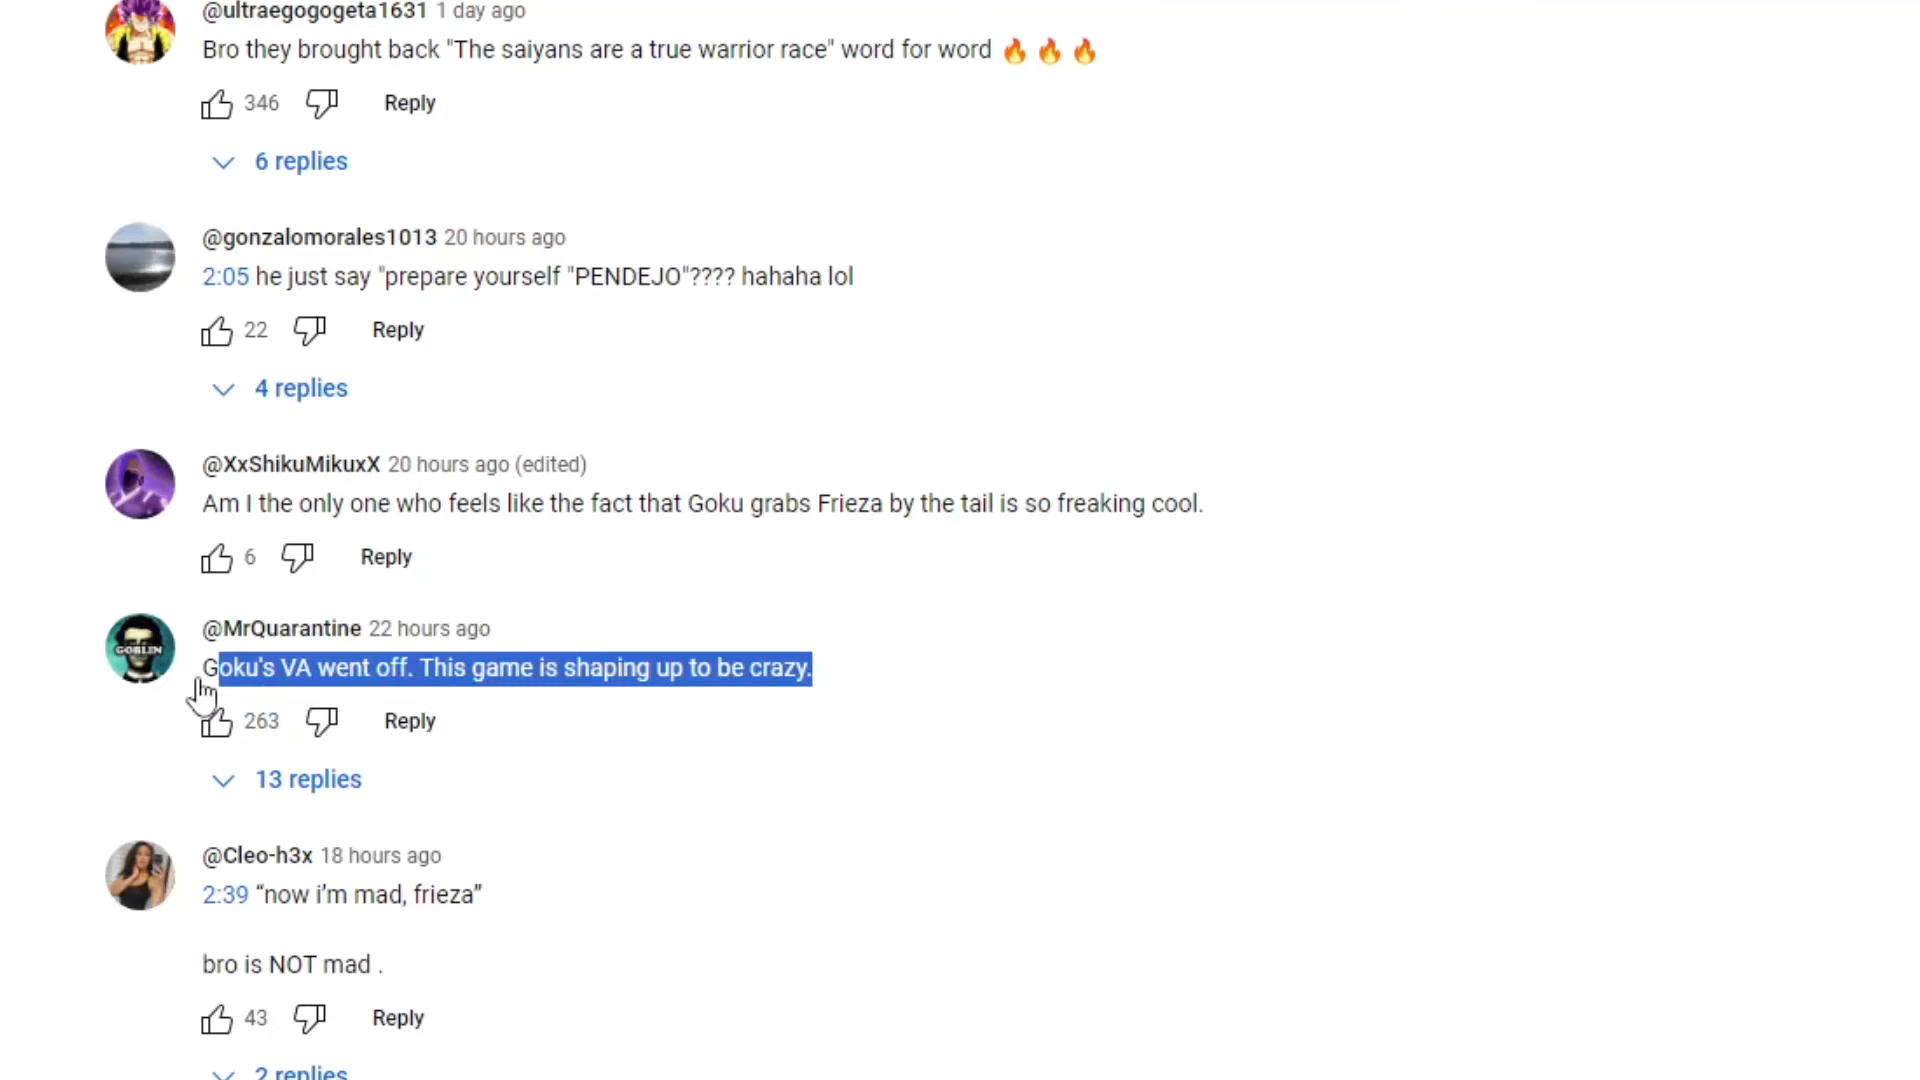 @ultraegogogeta1631 1 day ago
Bro they brought back "The saiyans are a true warrior race" word for word 🔥 🔥 🔥
346 Reply
6 replies
@gonzalomorales1013 20 hours ago
2:05 he just say "prepare yourself "PENDEJO"???? hahaha lol
22 Reply
4 replies
@XxShikuMikuxX 20 hours ago (edited)
Am I the only one who feels like the fact that Goku grabs Frieza by the tail is so freaking cool.
6 Reply
GOBLIN
@MrQuarantine 22 hours ago
Goku's VA went off. This game is shaping up to be crazy.
263 Reply
13 replies
@Cleo-h3x 18 hours ago
2:39 “now i’m mad, frieza”
bro is NOT mad .
43 Reply
2 replies